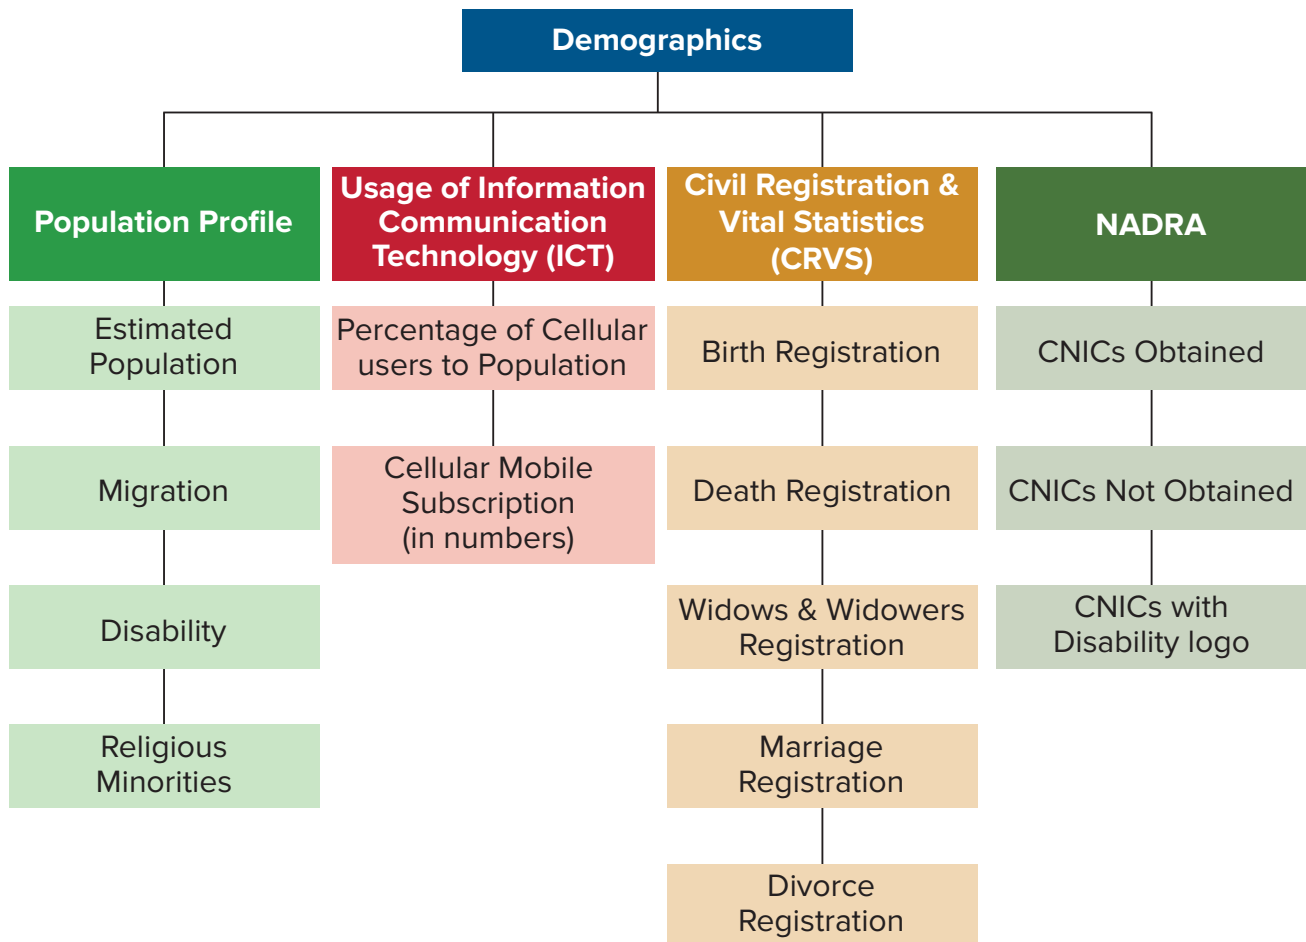 Demographics
Population Profile
Estimated
Population
Migration
Disability
Religious
Minorities
Usage of Information
Communication
Technology (ICT)
Percentage of Cellular
users to Population
Cellular Mobile
Subscription
(in numbers)
Civil Registration &
Vital Statistics
(CRVS)
Birth Registration
Death Registration
Widows & Widowers
Registration
Marriage
Registration
Divorce
Registration
NADRA
CNICs Obtained
CNICs Not Obtained
CNICs with
Disability logo